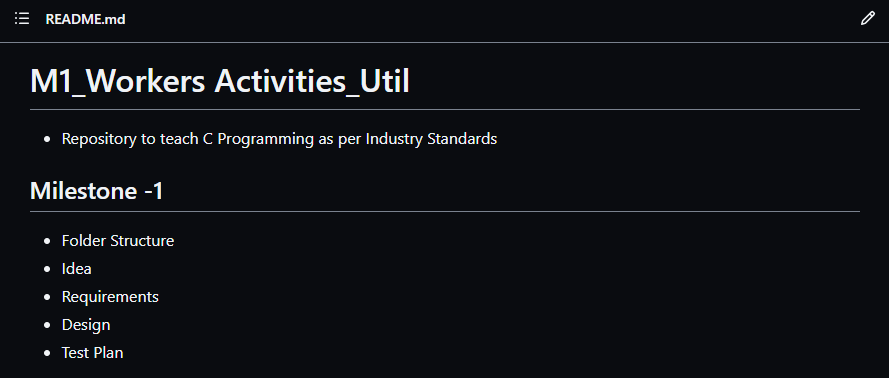 README.md
M1_Workers Activities_Util
Repository to teach C Programming as per Industry Standards
Milestone -1
Folder Structure
Idea
Requirements
Design
Test Plan